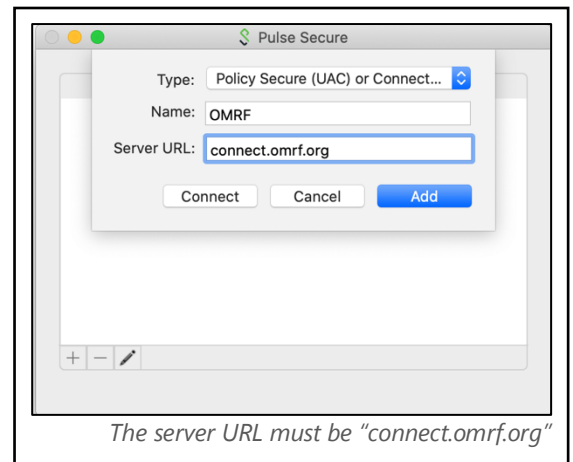 Pulse Secure
Type: Policy Secure (UAC) or Connect...
Name: OMRF
Server URL: connect.omrf.org
Connect Cancel Add
The server URL must be “connect.omrf.org”